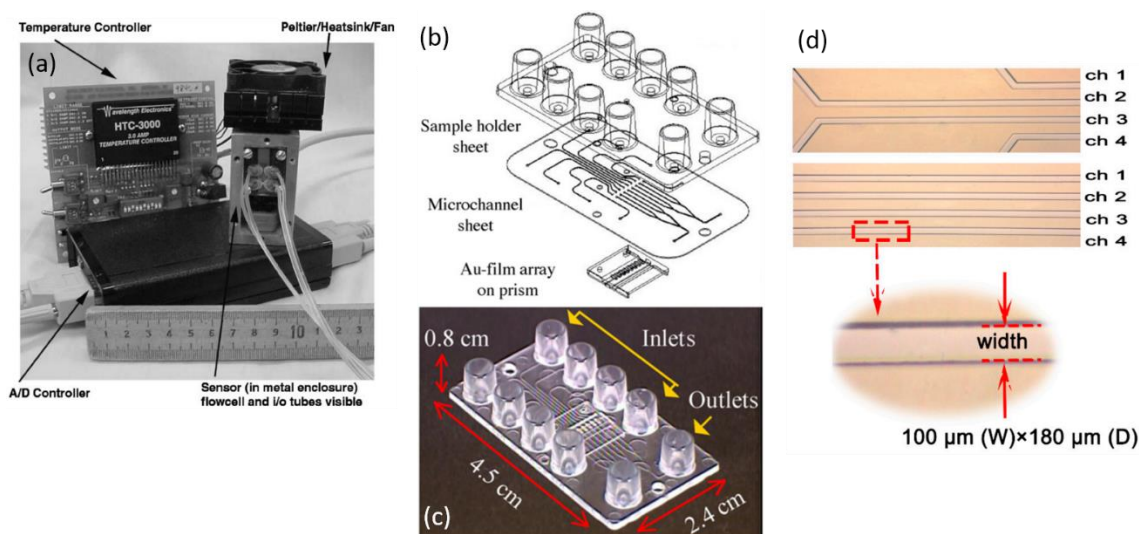 Temperature Controller
Peltier/Heatsink/Fan
(a)
Wavelength Electronics
HTC-3000
TEMPERATURE CONTROLLER
10
A/D Controller
Sensor (in metal enclosure)
flowcell and i/o tubes visible
(b)
Sample holder
sheet
Microchannel
sheet
Au-film array
on prism
0.8 cm
Inlets
Outlets
4.5 cm
2.4 cm
(c)
(d)
ch 1
ch 2
ch 3
ch 4
ch 1
ch 2
ch 3
ch 4
width
100 µm (W)×180 µm (D)